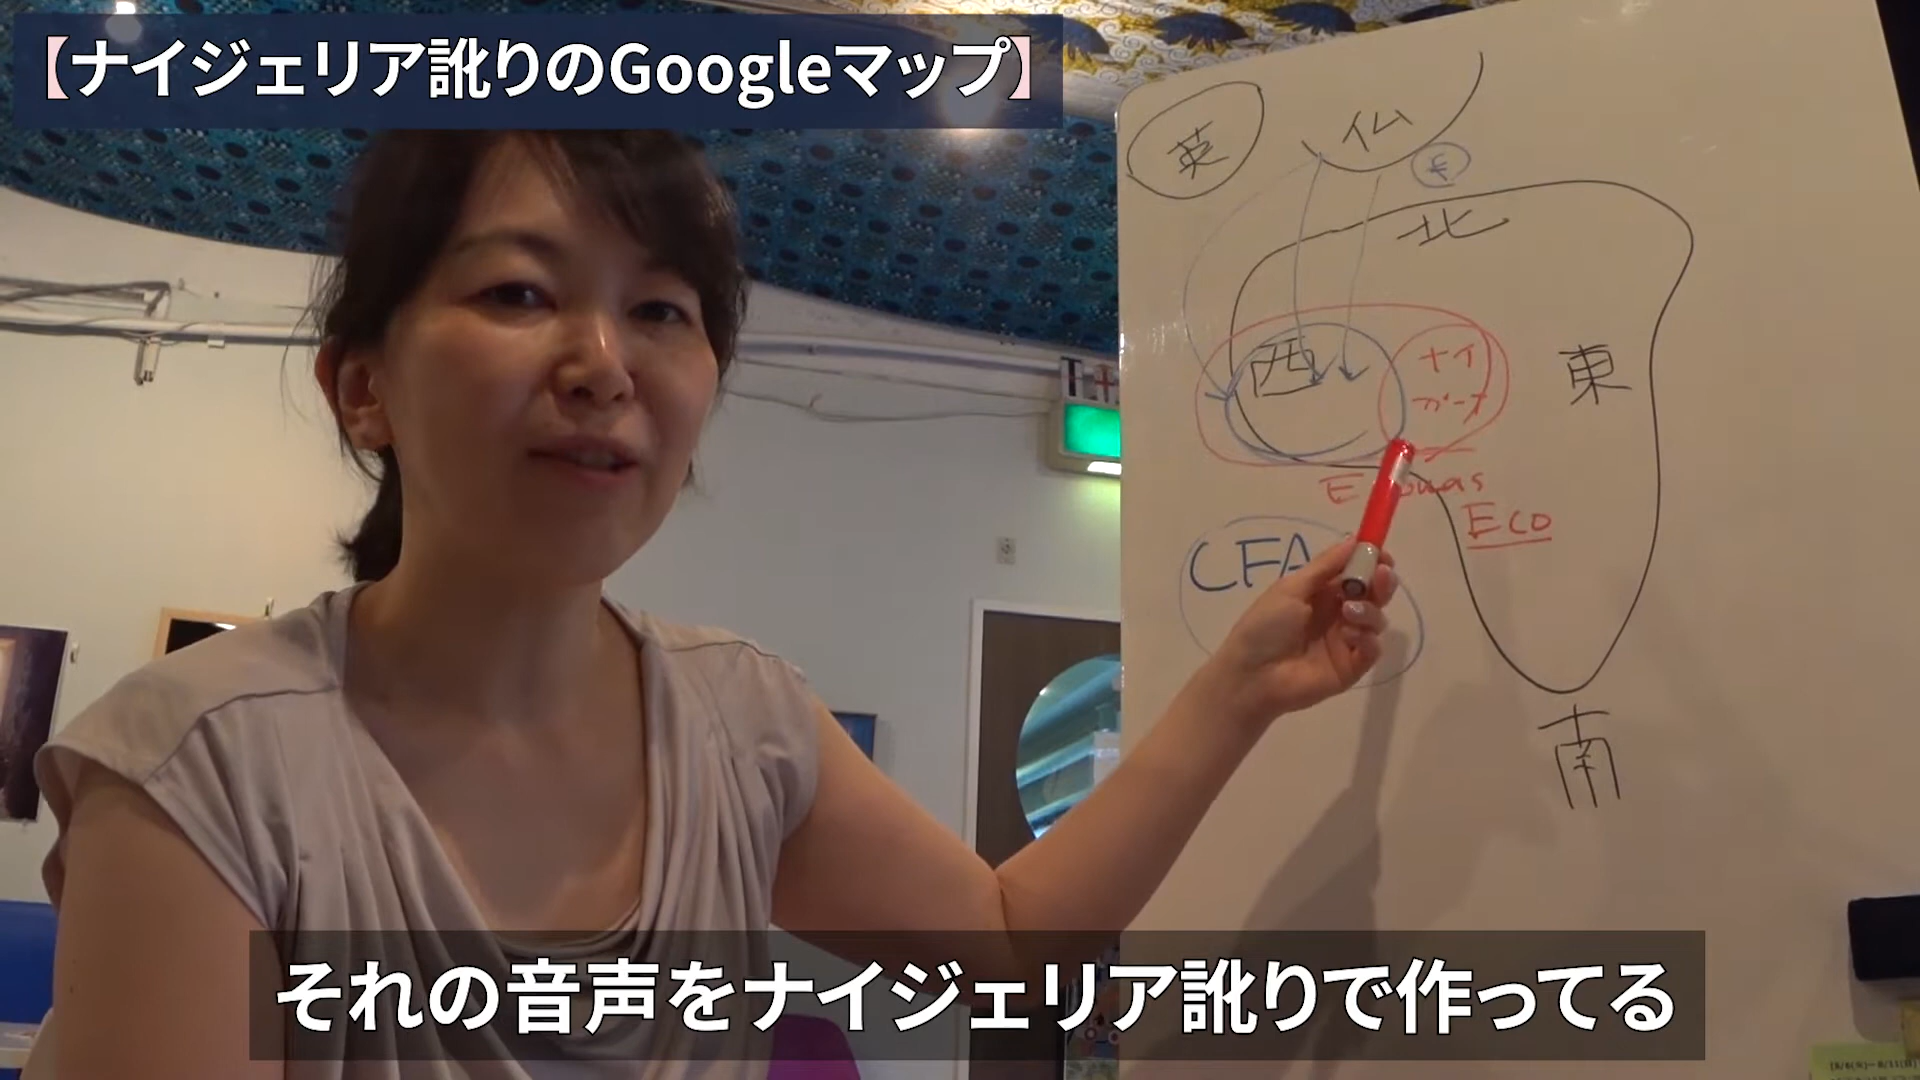 【ナイジェリア訛りのGoogleマップ】
英
仏
€
北
西
ナイ
ガーナ
東
Eco
CFA
南
それの音声をナイジェリア訛りで作ってる